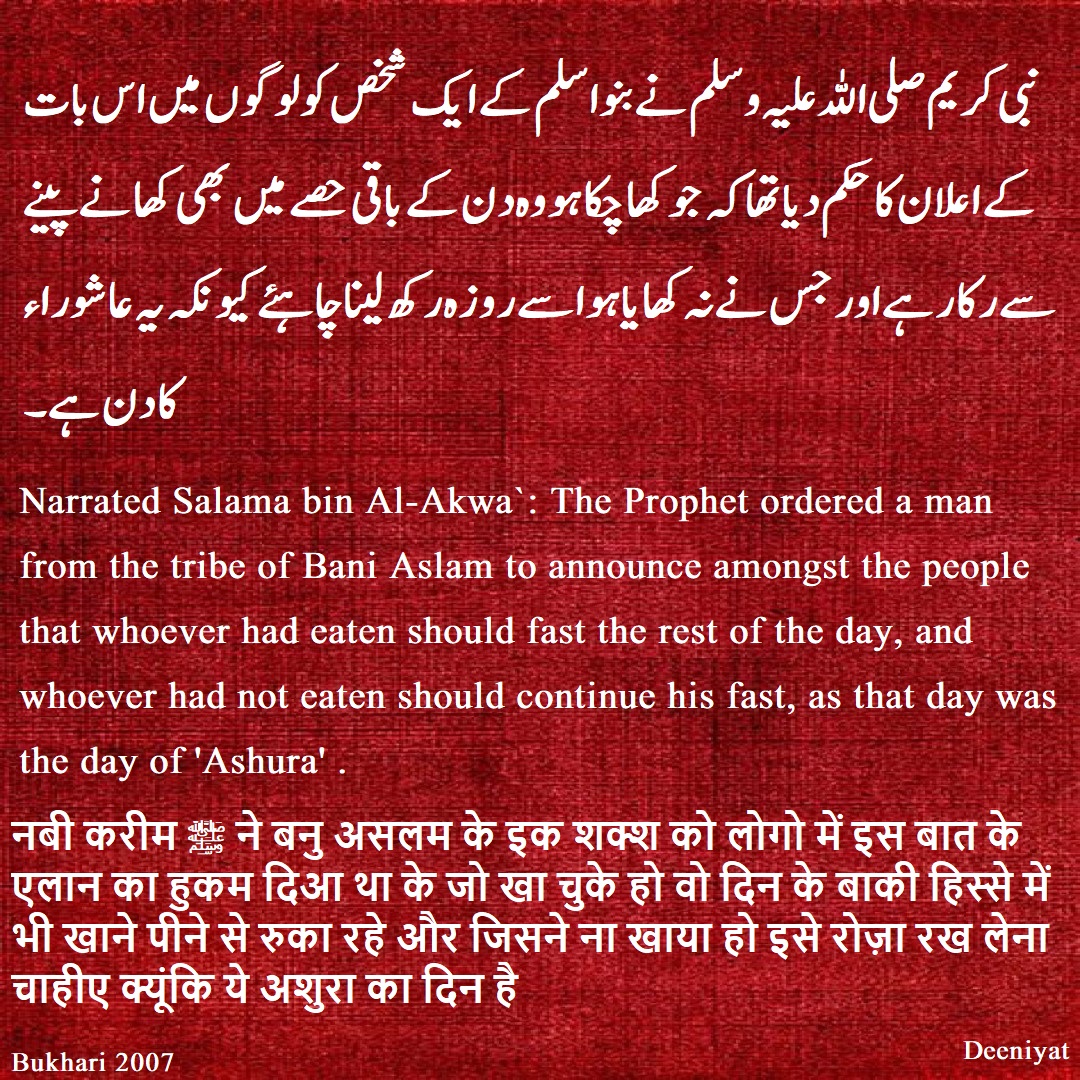 نبی کریم صلی اللہ علیہ وسلم نے بنو اسلم کے ایک شخص کو لوگوں میں اس بات
کے اعلان کا حکم دیا تھا کہ جو کھا چکا ہو وہ دن کے باقی حصے میں بھی کھانے پینے
سے رکا رہے اور جس نے نہ کھایا ہو اسے روزہ رکھ لینا چاہئے کیونکہ یہ عاشوراء
کا دن ہے۔
Narrated Salama bin Al-Akwa`: The Prophet ordered a man
from the tribe of Bani Aslam to announce amongst the people
that whoever had eaten should fast the rest of the day, and
whoever had not eaten should continue his fast, as that day was
the day of 'Ashura' .
नबी करीम ﷺ ने बनु असलम के इक शक्श को लोगो में इस बात के
एलान का हुकम दिआ था के जो खा चुके हो वो दिन के बाकी हिस्से में
भी खाने पीने से रुका रहे और जिसने ना खाया हो इसे रोज़ा रख लेना
चाहीए क्यूंकि ये अशुरा का दिन है
Bukhari 2007
Deeniyat